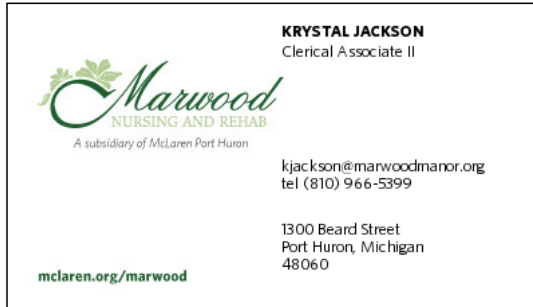 KRYSTAL JACKSON
Clerical Associate II
Marwood
NURSING AND REHAB
A subsidiary of McLaren Port Huron
kjackson@marwoodmanor.org
tel (810) 966-5399
1300 Beard Street
Port Huron, Michigan
48060
mclaren.org/marwood